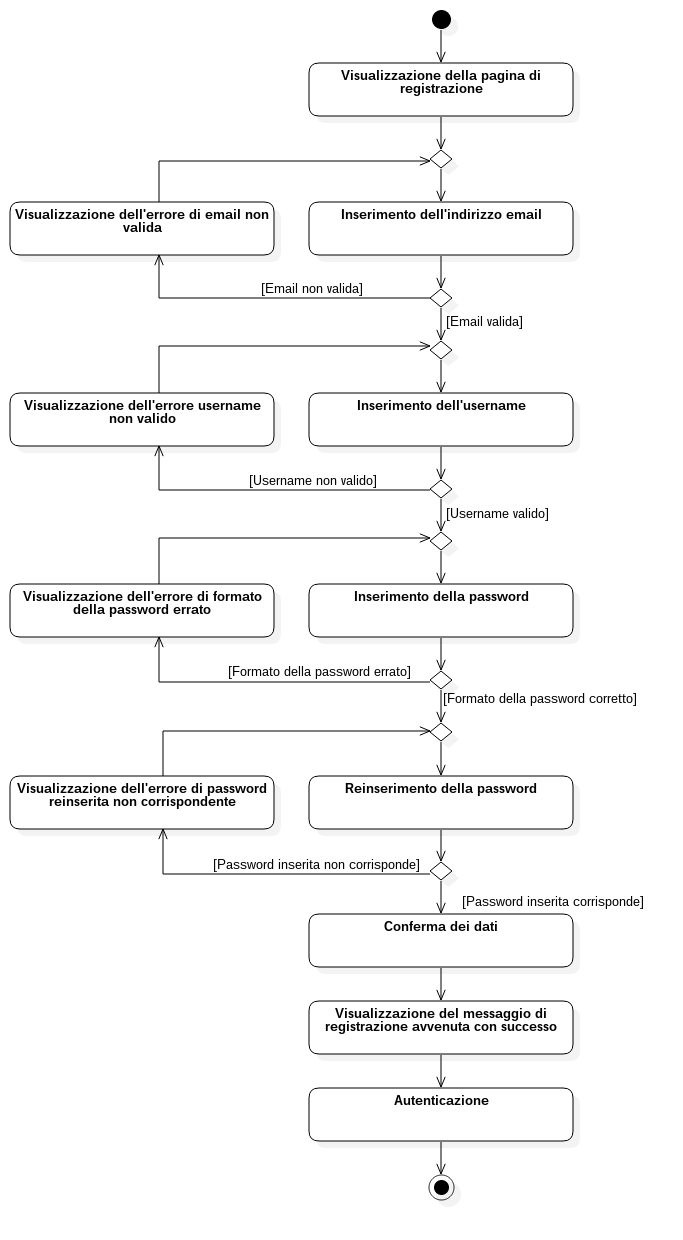 Visualizzazione della pagina di
registrazione
Visualizzazione dell'errore di email non
valida
Inserimento dell'indirizzo email
[Email non valida]
[Email valida]
Visualizzazione dell'errore username
non valido
Inserimento dell'username
[Username non valido]
[Username valido]
Visualizzazione dell'errore di formato
della password errato
Inserimento della password
[Formato della password errato]
[Formato della password corretto]
Visualizzazione dell'errore di password
reinserita non corrispondente
Reinserimento della password
[Password inserita non corrisponde]
[Password inserita corrisponde]
Conferma dei dati
Visualizzazione del messaggio di
registrazione avvenuta con successo
Autenticazione